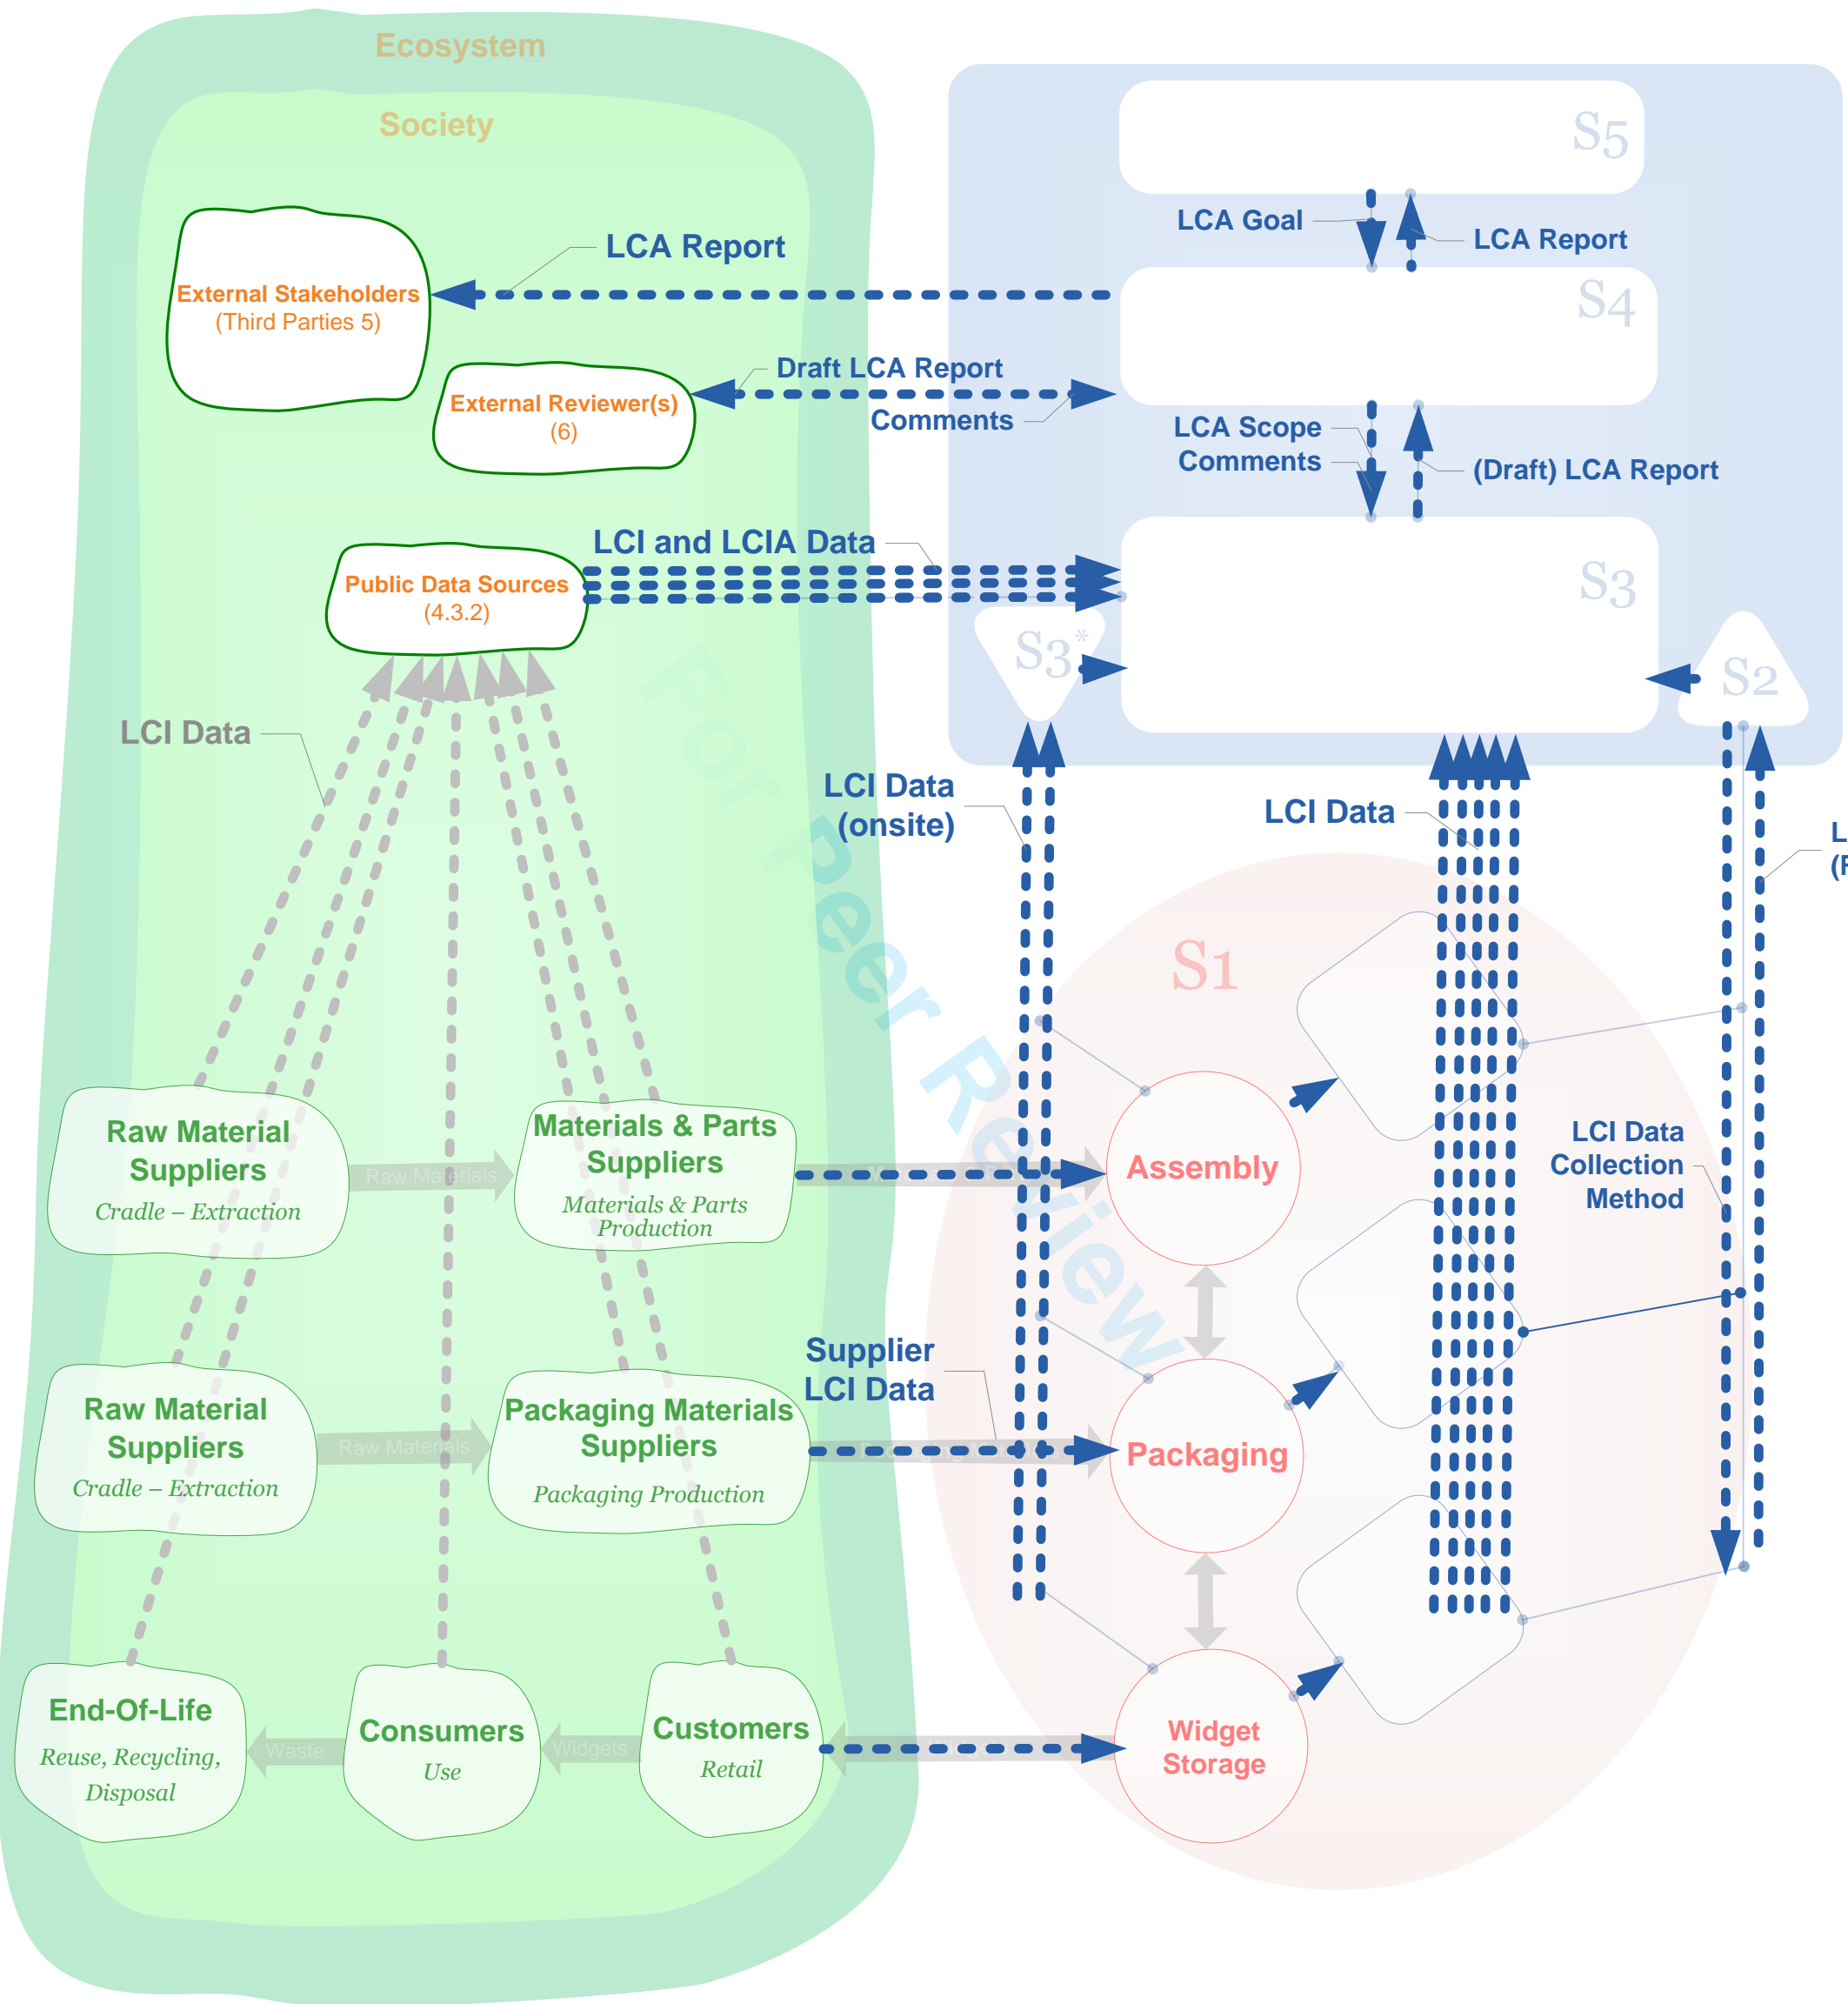 Ecosystem
Society
S5
LCA Goal
LCA Report
LCA Report
External Stakeholders
(Third Parties 5)
S4
Draft LCA Report
Comments
External Reviewer(s)
(6)
LCA Scope
Comments
(Draft) LCA Report
LCI and LCIA Data
Public Data Sources
(4.3.2)
S3
S3*
S2
LCI Data
LCI Data
(onsite)
LCI Data
For Peer Review
S1
Raw Material
Suppliers
Cradle – Extraction
Raw Materials
Materials & Parts
Suppliers
Materials & Parts
Production
Assembly
LCI Data
Collection
Method
Supplier
LCI Data
Raw Material
Suppliers
Cradle – Extraction
Raw Materials
Packaging Materials
Suppliers
Packaging Production
Packaging
End-Of-Life
Reuse, Recycling,
Disposal
Waste
Consumers
Use
Widgets
Customers
Retail
Widget
Storage